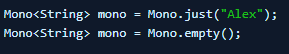 Mono<String> mono = Mono.just("Alex");
Mono<String> mono = Mono.empty();